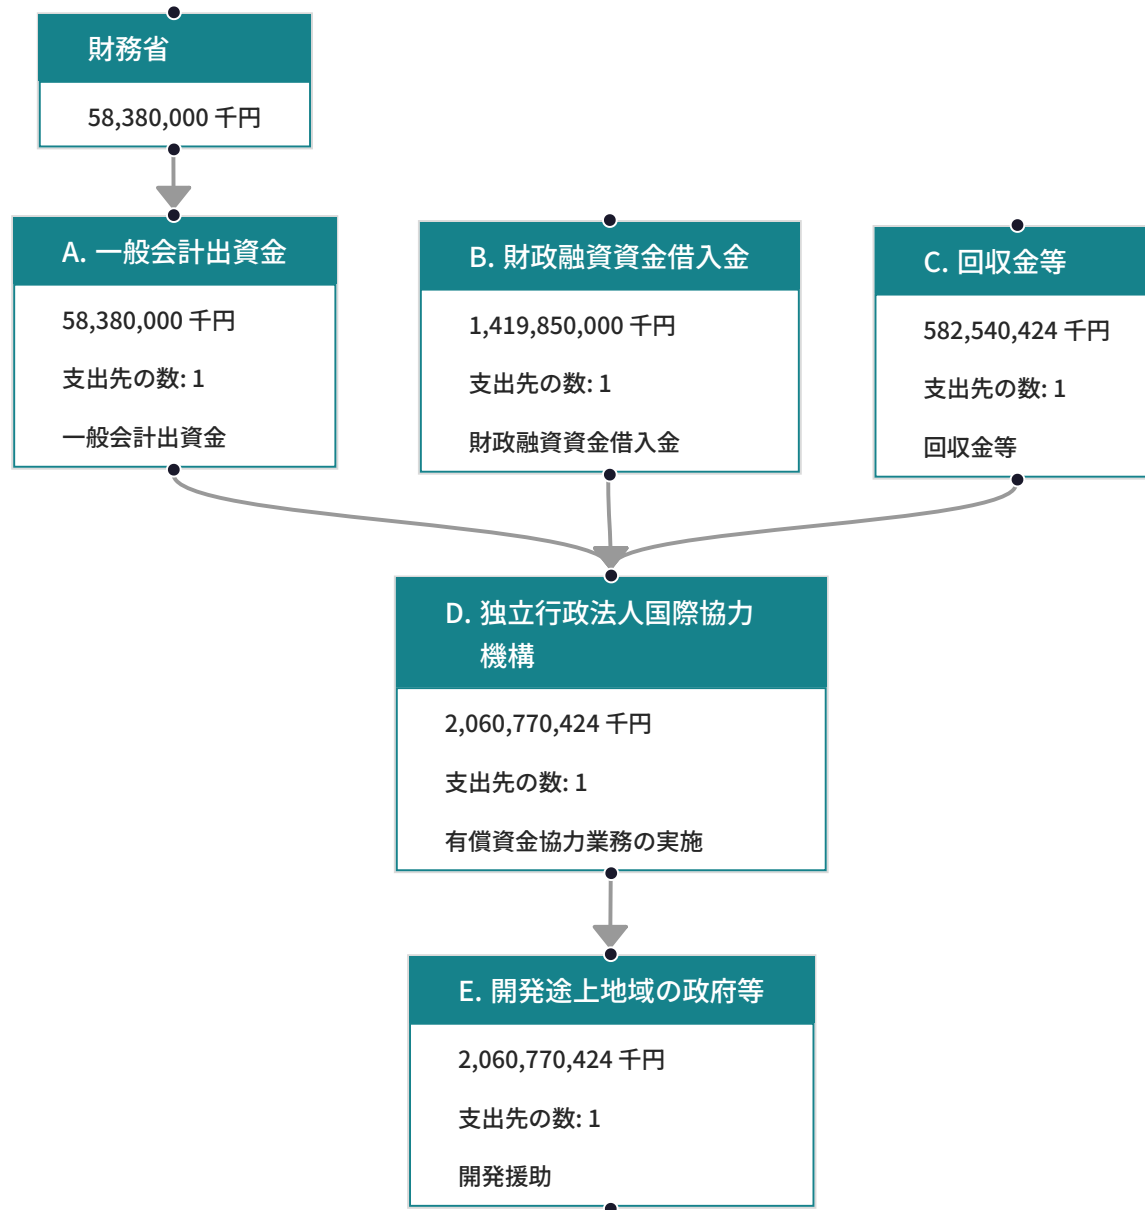 財務省
58,380,000 千円
A. 一般会計出資金
58,380,000 千円
支出先の数: 1
一般会計出資金
B. 財政融資資金借入金
1,419,850,000 千円
支出先の数: 1
財政融資資金借入金
C. 回収金等
582,540,424 千円
支出先の数: 1
回収金等
D. 独立行政法人国際協力
機構
2,060,770,424 千円
支出先の数: 1
有償資金協力業務の実施
E. 開発途上地域の政府等
2,060,770,424 千円
支出先の数: 1
開発援助